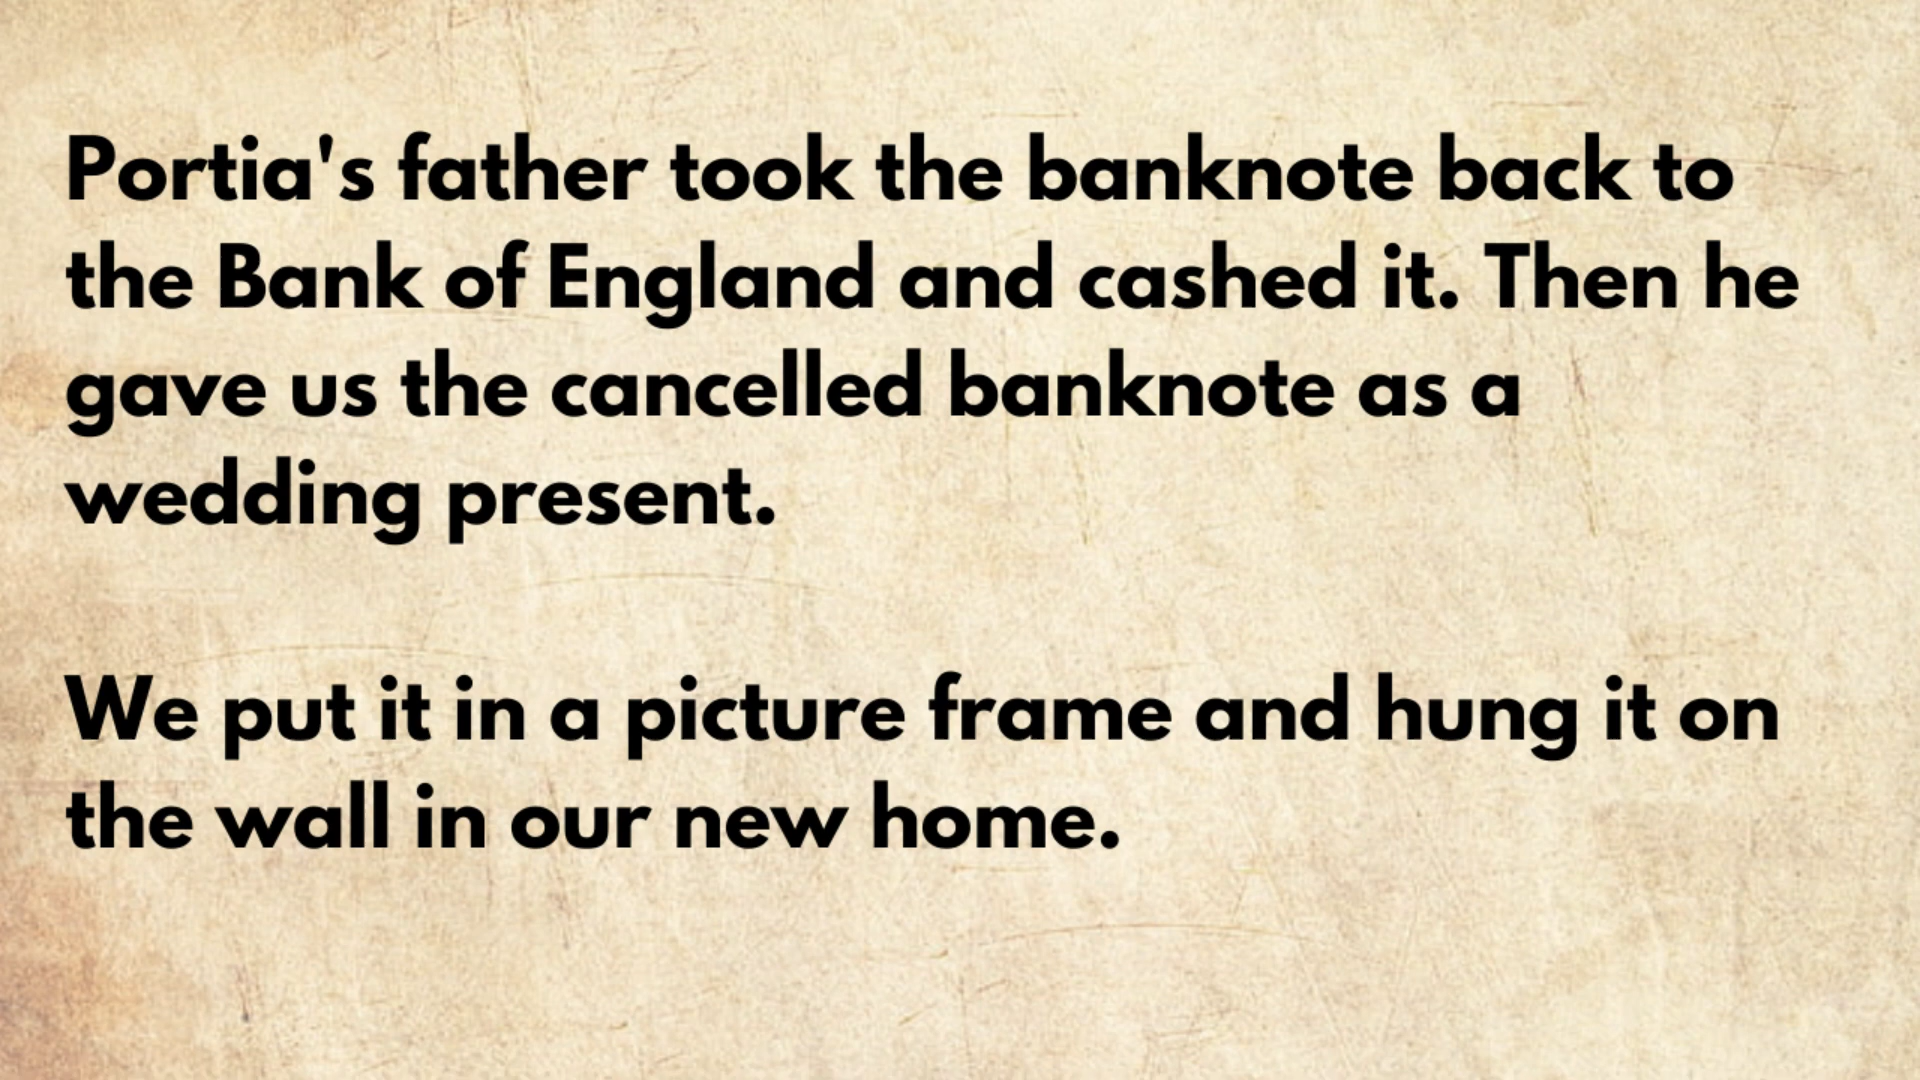 Portia's father took the banknote back to
the Bank of England and cashed it. Then he
gave us the cancelled banknote as a
wedding present.
We put it in a picture frame and hung it on
the wall in our new home.